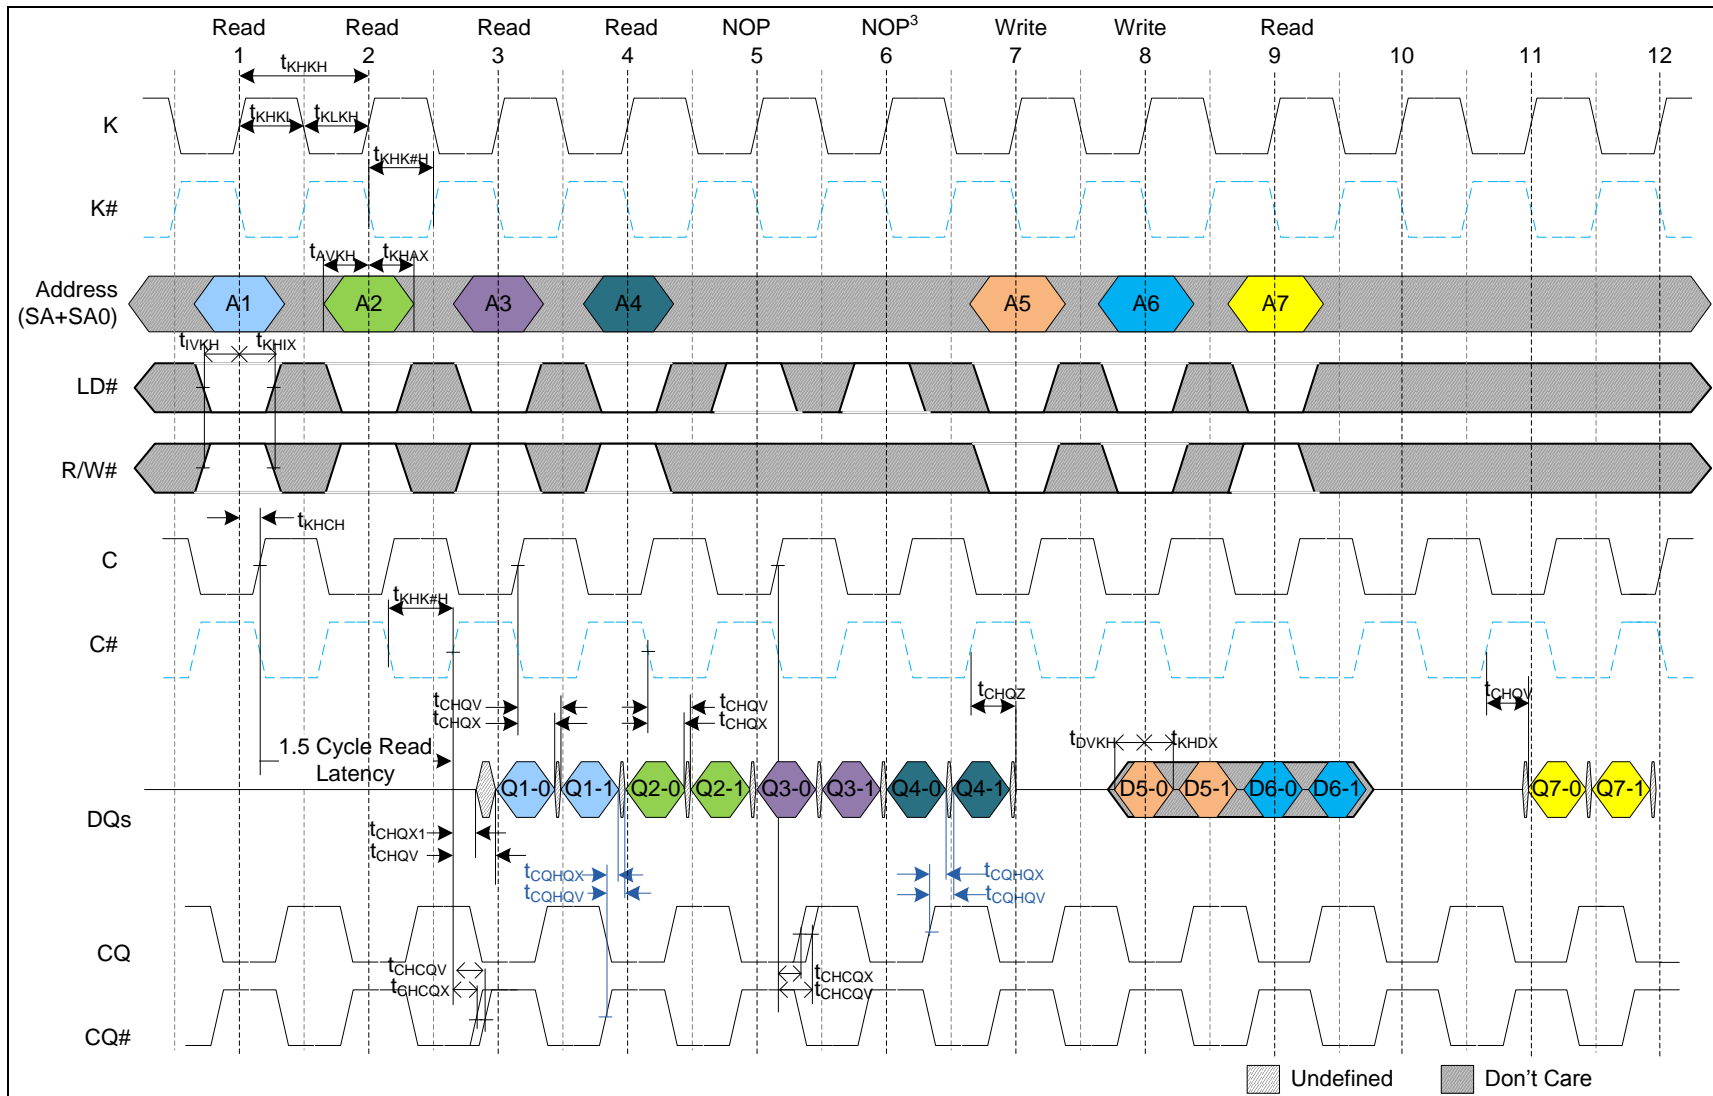 Read Read Read Read NOP NOP3 Write Write Read
1 2 3 4 5 6 7 8 9 10 11 12
tKHKH
K
tKHKL tKLKH
tKHK#H
K#
tAVKH tKHAX
Address
(SA+SA0)
A1 A2 A3 A4 A5 A6 A7
tIVKH tKHIX
LD#
R/W#
tKHCH
C
tKHK#H
C#
tCHQV tCHQV tCHQZ tCHQV
tCHQX tCHQX
1.5 Cycle Read
Latency
tDVKH tKHDX
Q1-0 Q1-1 Q2-0 Q2-1 Q3-0 Q3-1 Q4-0 Q4-1 D5-0 D5-1 D6-0 D6-1 Q7-0 Q7-1
DQs
tCHQX1
tCHQV
tCQHQX tCQHQX
tCQHQV tCQHQV
CQ
tCHCQV tCHCQX
tCHCQX tCHCQV
CQ#
Undefined Don't Care